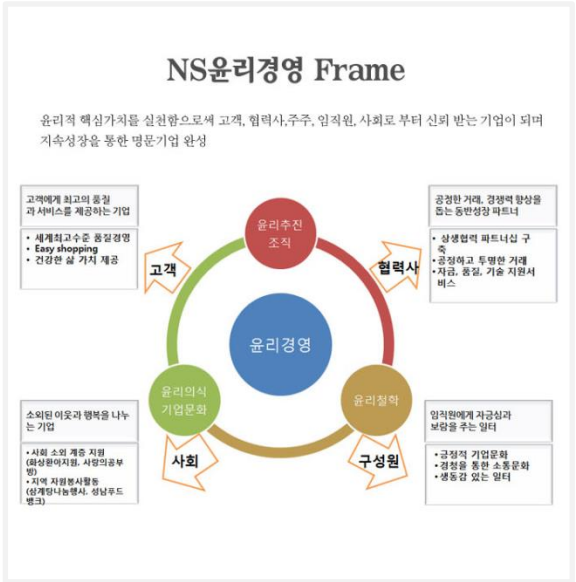 NS윤리경영 Frame
윤리적 핵심가치를 실천함으로써 고객, 협력사,주주, 임직원, 사회로 부터 신뢰 받는 기업이 되며
지속성장을 통한 명문기업 완성
고객에게 최고의 품질
과 서비스를 제공하는 기업
• 세계최고수준 품질경영
• Easy shopping
• 건강한 삶 가치 제공
고객
윤리추진
조직
공정한 거래, 경쟁력 향상을
돕는 동반성장 파트너
• 상생협력 파트너십 구
축
•공정하고 투명한 거래
•자금, 품질, 기술 지원서
비스
협력사
윤리경영
윤리의식
기업문화
윤리철학
소외된 이웃과 행복을 나누
는 기업
•사회 소외 계층 지원
(화상환아지원, 사랑의공부
방)
•지역 자원봉사활동
(삼계탕나눔행사, 성남푸드
뱅크)
사회
구성원
임직원에게 자긍심과
보람을 주는 일터
•긍정적 기업문화
•경청을 통한 소통문화
•생동감 있는 일터